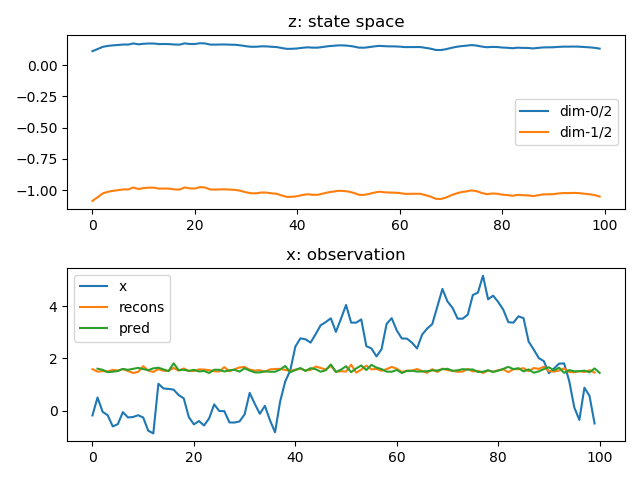 z: state space
0.00
−0.25
−0.50
−0.75
−1.00
dim-0/2
dim-1/2
0 20 40 60 80 100
x: observation
4
2
0
x
recons
pred
0 20 40 60 80 100